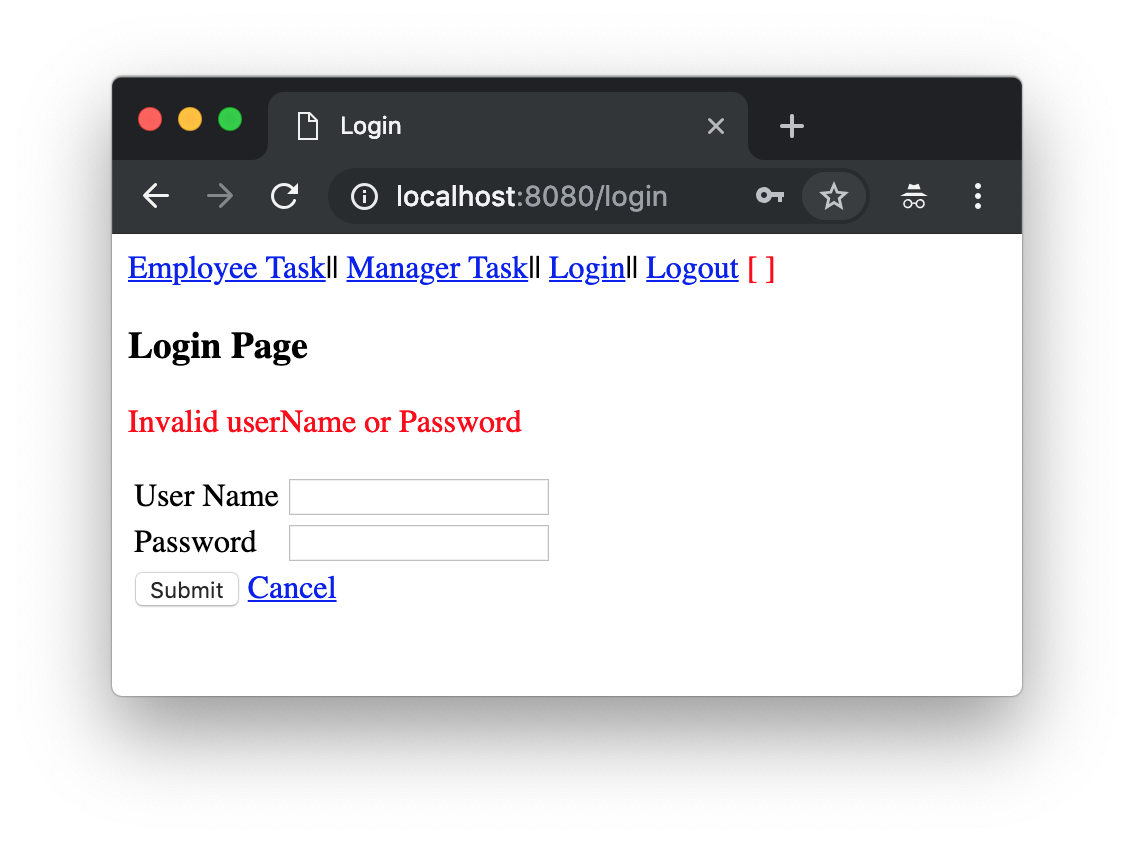 Login
localhost:8080/login
Employee Task|| Manager Task|| Login|| Logout [ ]
Login Page
Invalid userName or Password
User Name
Password
Submit Cancel